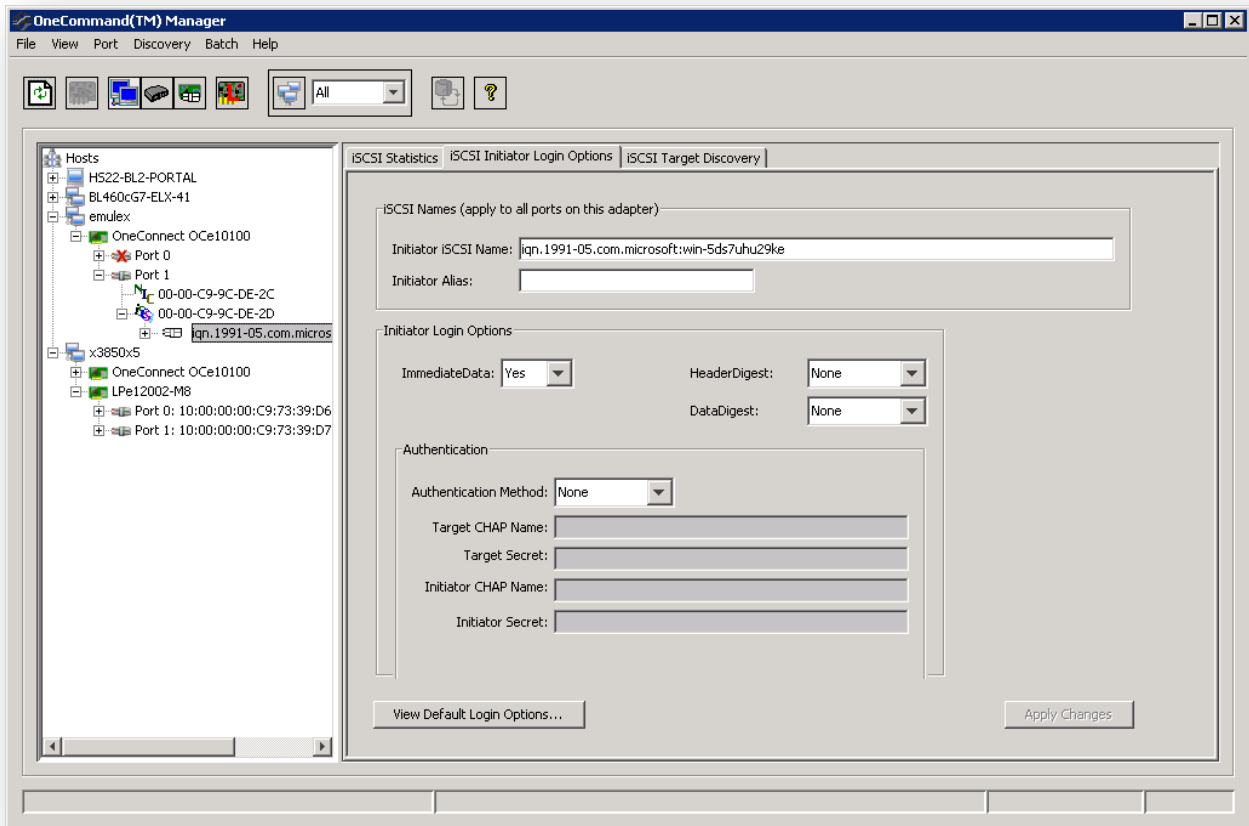 OneCommand(TM) Manager
File View Port Discovery Batch Help
All
Hosts
HS22-BL2-PORTAL
BL460cG7-ELX-41
emulex
OneConnect OCe10100
Port 0
Port 1
NIC 00-00-C9-9C-DE-2C
00-00-C9-9C-DE-2D
iqn.1991-05.com.micros
x3850x5
OneConnect OCe10100
LPe12002-M8
Port 0: 10:00:00:00:C9:73:39:D6
Port 1: 10:00:00:00:C9:73:39:D7
iSCSI Statistics iSCSI Initiator Login Options iSCSI Target Discovery
iSCSI Names (apply to all ports on this adapter)
Initiator iSCSI Name: iqn.1991-05.com.microsoft:win-5ds7uhu29ke
Initiator Alias:
Initiator Login Options
ImmediateData: Yes HeaderDigest: None
DataDigest: None
Authentication
Authentication Method: None
Target CHAP Name:
Target Secret:
Initiator CHAP Name:
Initiator Secret:
View Default Login Options... Apply Changes